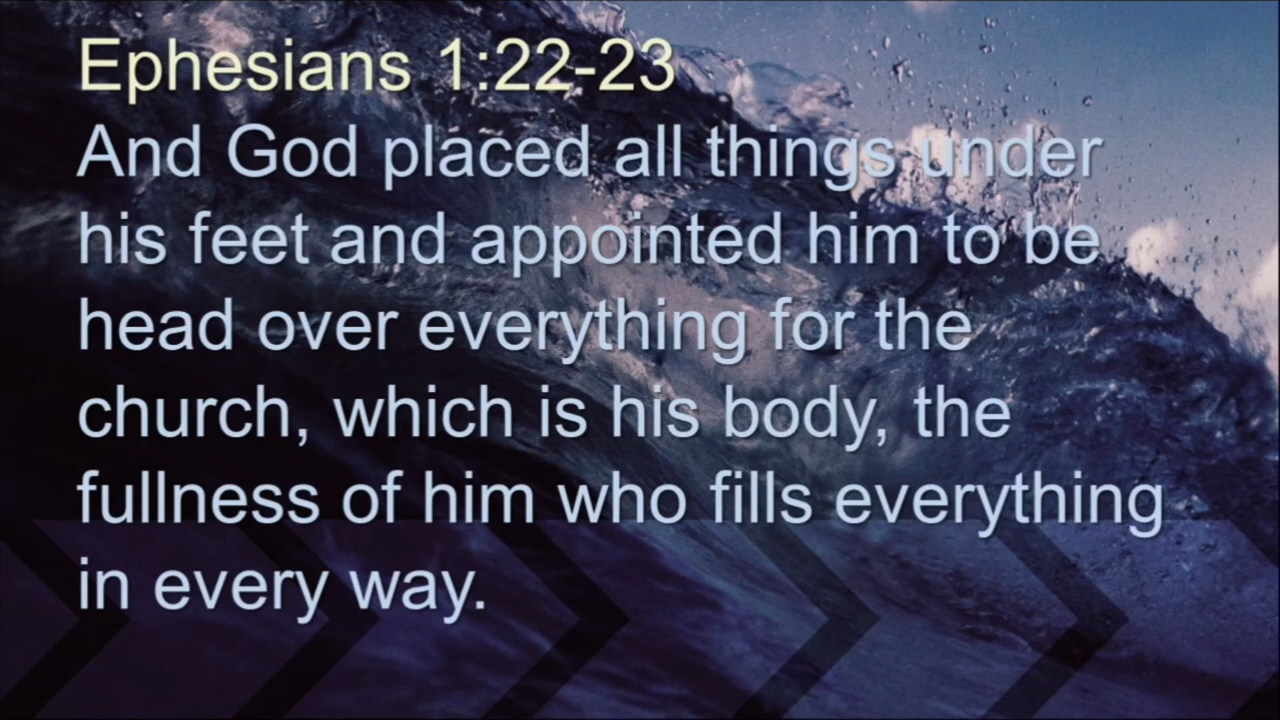 Ephesians 1:22-23
And God placed all things under
his feet and appointed him to be
head over everything for the
church, which is his body, the
fullness of him who fills everything
in every way.